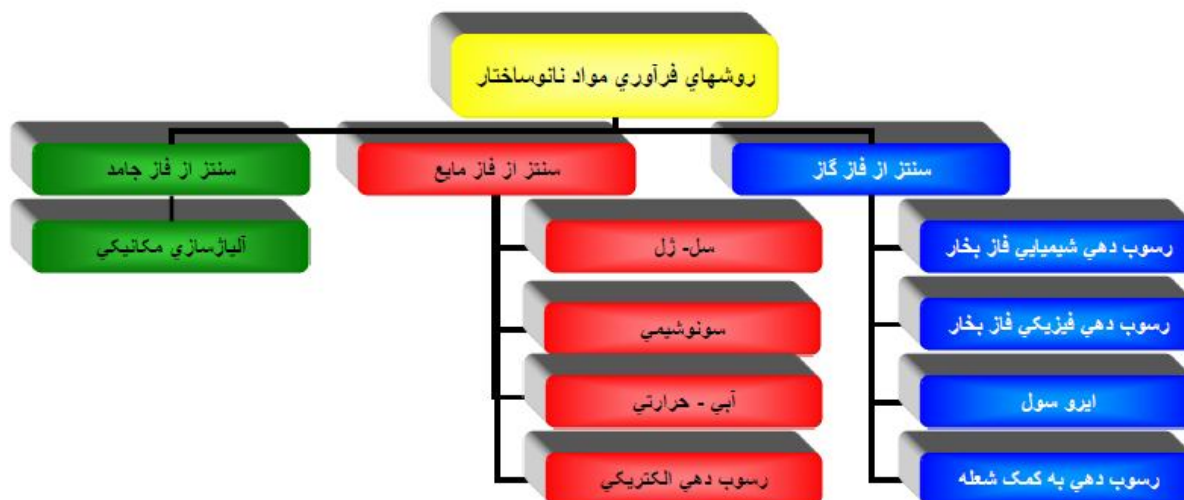 روشهاي فرآوري مواد نانوساختار
سنتز از فاز گاز
سنتز از فاز مايع
سنتز از فاز جامد
رسوب دهي شيميايي فاز بخار
رسوب دهي فيزيكي فاز بخار
ايرو سول
رسوب دهي به كمک شعله
سل- ژل
سونوشيمي
آبي - حرارتي
رسوب دهي الكتريكي
آلياژسازي مكانيكي